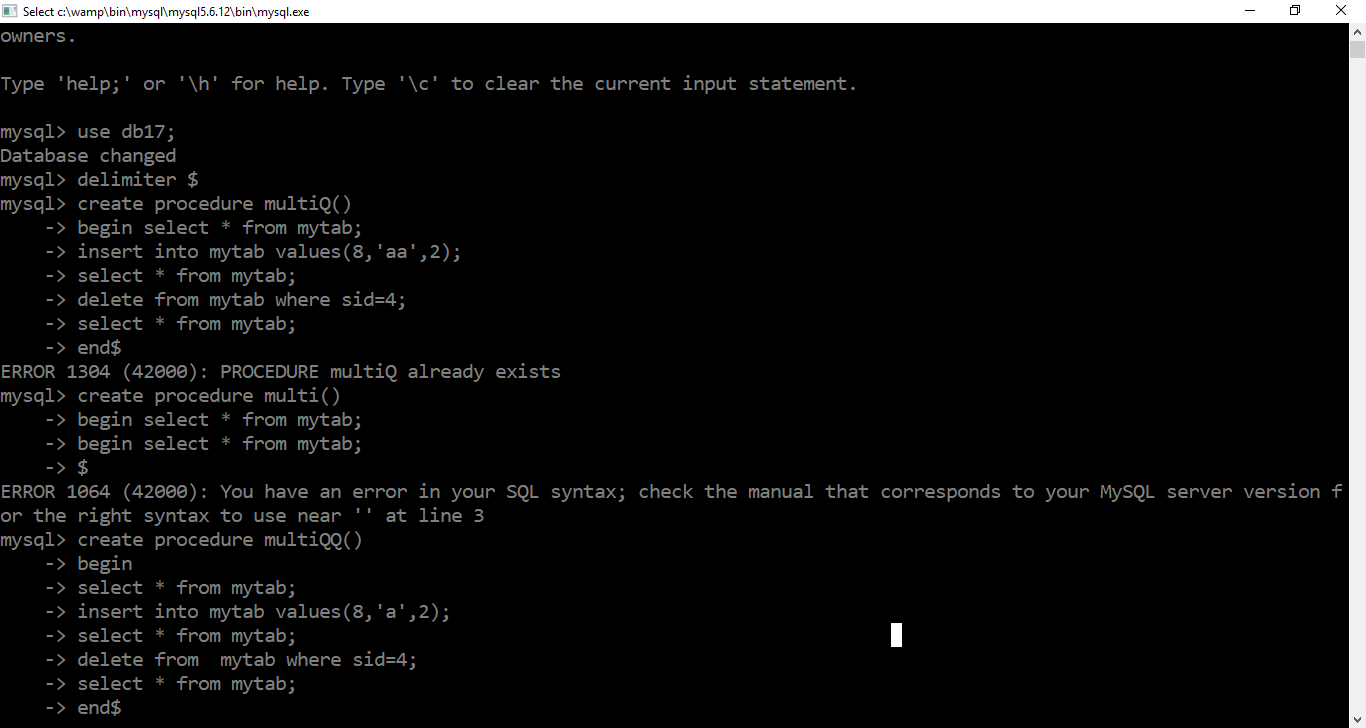 Select c:\wamp\bin\mysql\mysql5.6.12\bin\mysql.exe
owners.
Type 'help;' or '\h' for help. Type '\c' to clear the current input statement.
mysql> use db17;
Database changed
mysql> delimiter $
mysql> create procedure multiQ()
    -> begin select * from mytab;
    -> insert into mytab values(8,'aa',2);
    -> select * from mytab;
    -> delete from mytab where sid=4;
    -> select * from mytab;
    -> end$
ERROR 1304 (42000): PROCEDURE multiQ already exists
mysql> create procedure multi()
    -> begin select * from mytab;
    -> begin select * from mytab;
    -> $
ERROR 1064 (42000): You have an error in your SQL syntax; check the manual that corresponds to your MySQL server version f
or the right syntax to use near '' at line 3
mysql> create procedure multiQQ()
    -> begin
    -> select * from mytab;
    -> insert into mytab values(8,'a',2);
    -> select * from mytab;
    -> delete from  mytab where sid=4;
    -> select * from mytab;
    -> end$